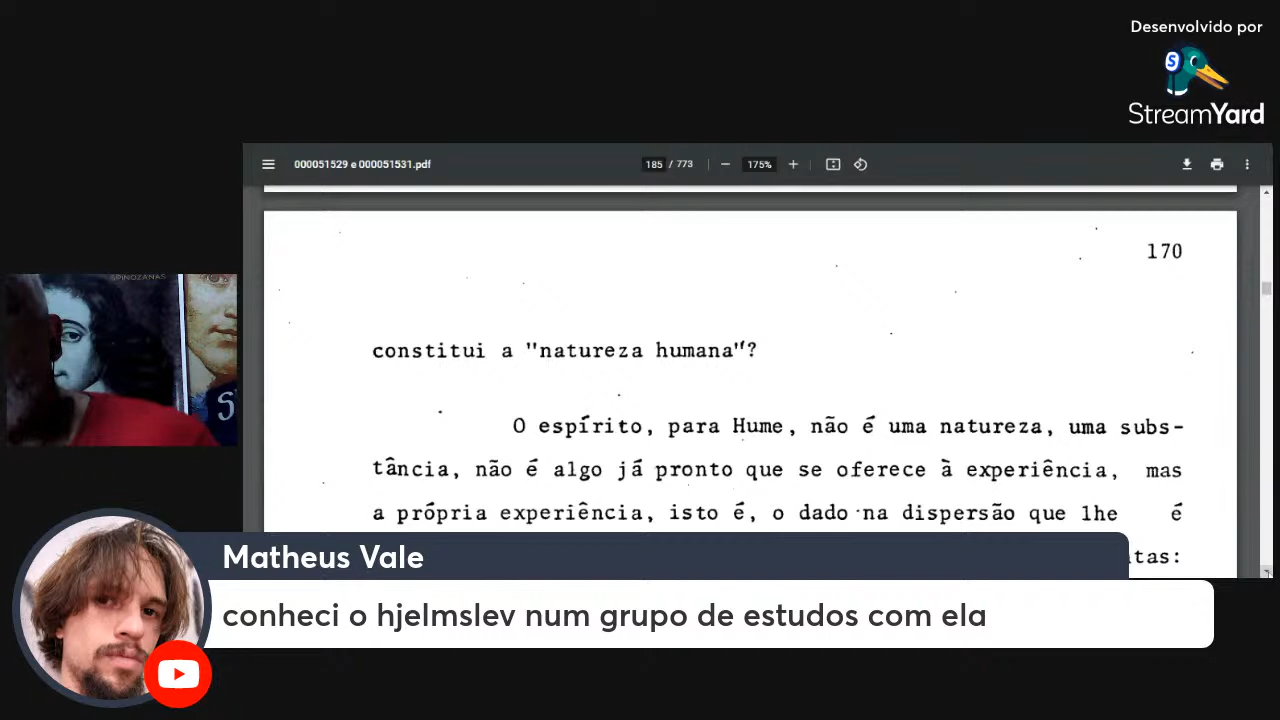 Desenvolvido por
StreamYard
000051529 e 000051531.pdf
185 / 773
175%
170
constitui a "natureza humana"?
O espírito, para Hume, não é uma natureza, uma subs-
tância, não é algo já pronto que se oferece à experiência, mas
a própria experiência, isto é, o dado na dispersão que lhe é
tas:
SPINOZANAS
Matheus Vale
conheci o hjelmslev num grupo de estudos com ela